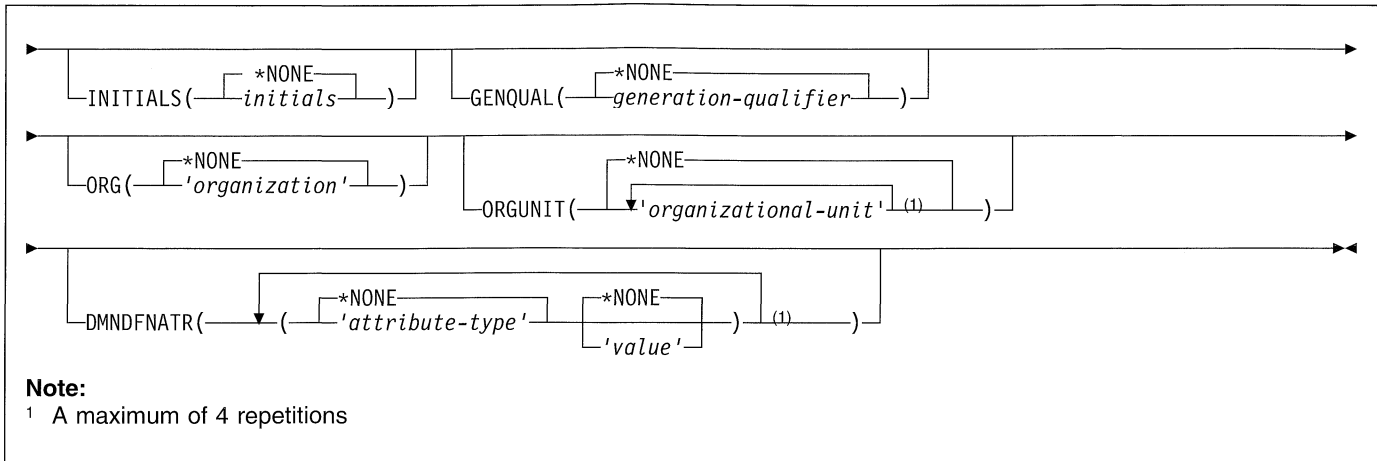 *NONE *NONE
INITIALS( initials ) GENQUAL( generation-qualifier )
*NONE *NONE
ORG( 'organization' )
ORGUNIT( 'organizational-unit' (1) )
*NONE *NONE
DMNDFNATR( ( 'attribute-type' ) (1) )
'value'
Note:
1 A maximum of 4 repetitions